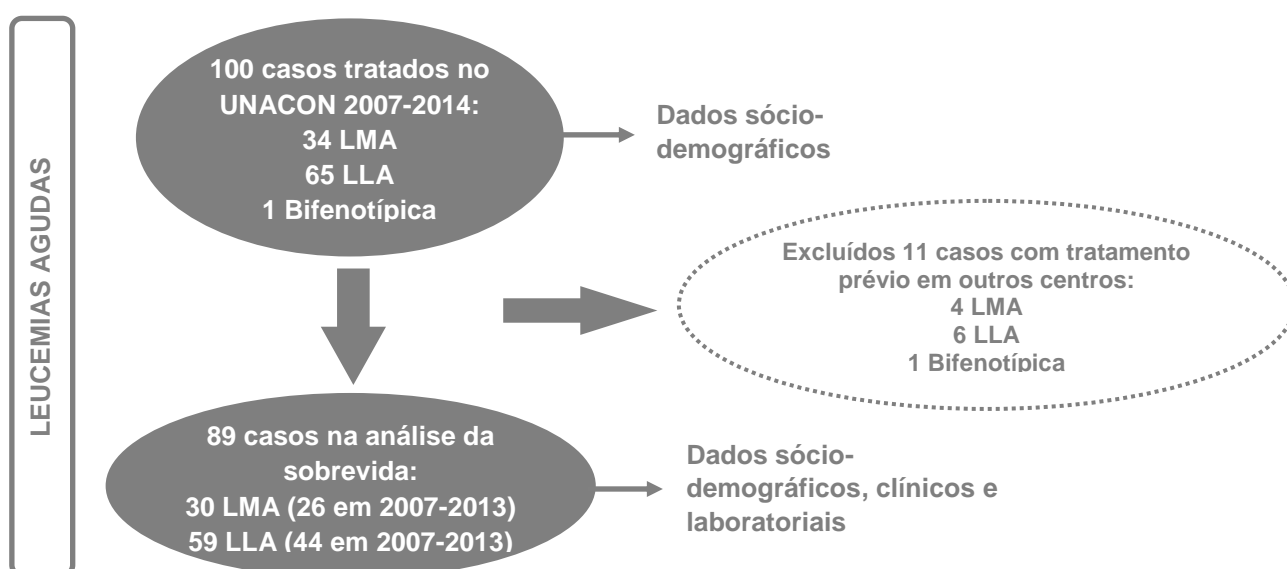 LEUCEMIAS AGUDAS
100 casos tratados no
UNACON 2007-2014:
34 LMA
65 LLA
1 Bifenotípica
Dados sócio-
demográficos
Excluídos 11 casos com tratamento
prévio em outros centros:
4 LMA
6 LLA
1 Bifenotípica
89 casos na análise da
sobrevida:
30 LMA (26 em 2007-2013)
59 LLA (44 em 2007-2013)
Dados sócio-
demográficos, clínicos e
laboratoriais